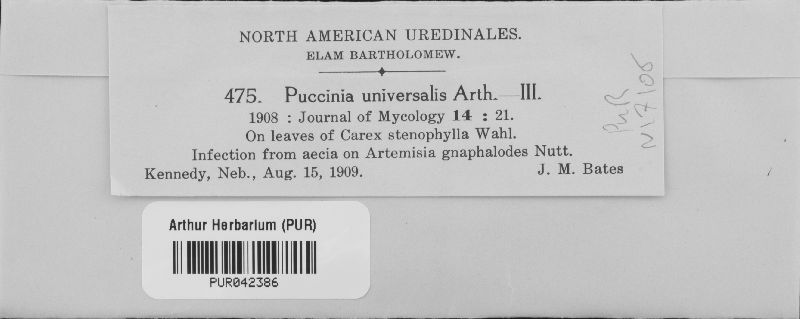 NORTH AMERICAN UREDINALES.
ELAM BARTHOLOMEW.
475. Puccinia universalis Arth.—III.
1908 : Journal of Mycology 14 : 21.
On leaves of Carex stenophylla Wahl.
Infection from aecia on Artemisia gnaphalodes Nutt.
Kennedy, Neb., Aug. 15, 1909. J. M. Bates
PUR
N17106
Arthur Herbarium (PUR)
PUR042386